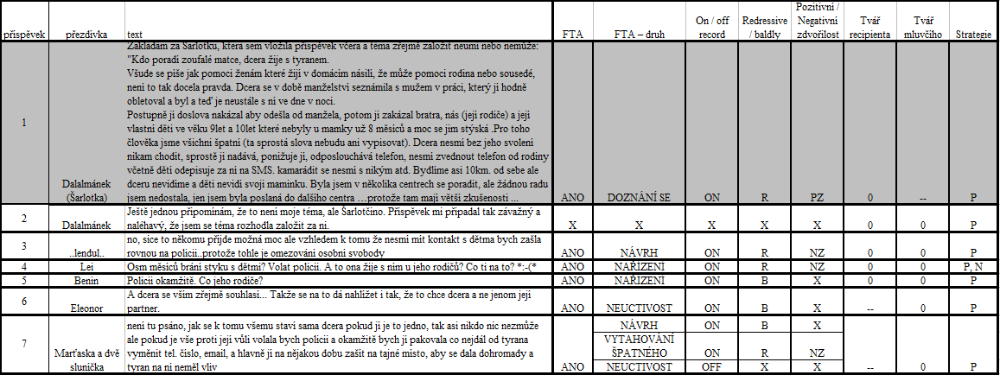 příspěvek přezdívka text FTA FTA – druh On / off record Redressive / baldly Pozitivní / Negativní zdvořilost Tvář recipienta Tvář mluvčího Strategie
Zakládám za Šarlotku, která sem vložila příspěvek včera a téma zřejmě založit neumí nebo nemůže:
"Kdo poradí zoufalé matce, dcera žije s tyranem.
Všude se píše jak pomoci ženám které žijí v domácím násilí, že může pomoci rodina nebo sousedé,
není to tak docela pravda. Dcera se v době manželství seznámila s mužem v práci, který jí hodně
obletoval a byl a teď je neustále s ní ve dne v noci.
Postupně jí doslova nakázal aby odešla od manžela, potom jí zakázal bratra, nás (její rodiče) a její
vlastní děti ve věku 9let a 10let které nebyly u mamky už 8 měsíců a moc se jim stýská .Pro toho
člověka jsme všichni špatní (ta sprostá slova nebudu ani vypisovat). Dcera nesmí bez jeho svolení
nikam chodit, sprostě jí nadává, ponižuje jí, odposlouchává telefon, nesmí zvednout telefon od rodiny
včetně dětí odepisuje za ní na SMS. kamarádit se nesmí s nikým atd. Bydlíme asi 10km. od sebe ale
dceru nevidíme a děti nevidí svoji maminku. Byla jsem v několika centrech se poradit, ale žádnou radu
jsem nedostala, jen jsem byla poslaná do dalšího centra …protože tam mají větší zkušenosti ...
1 Dalalmánek (Šarlotka) ANO DOZNÁNÍ SE ON R PZ 0 -- P
Ještě jednou připomínám, že to není moje téma, ale Šarlotčino. Příspěvek mi připadal tak závažný a
naléhavý, že jsem se téma rozhodla založit za ni.
2 Dalalmánek X X X X X 0 0 P
no, sice to někomu přijde možná moc ale vzhledem k tomu že nesmí mít kontakt s dětma bych zašla
rovnou na policii..protože tohle je omezování osobní svobody
3 ..lendul.. ANO NÁVRH ON R NZ 0 0 P
4 Lei Osm měsíců brání styku s dětmi? Volat policii. A to ona žije s ním u jeho rodičů? Co ti na to? *:-(* ANO NAŘÍZENÍ ON R NZ 0 0 P, N
5 Benin Policii okamžitě. Co jeho rodiče? ANO NAŘÍZENÍ ON B X 0 0 P
A dcera se vším zřejmě souhlasí... Takže se na to dá nahlížet i tak, že to chce dcera a ne jenom její
partner.
6 Eleonor ANO NEUCTIVOST ON B X -- 0 P
není tu psáno, jak se k tomu všemu staví sama dcera pokud jí je to jedno, tak asi nikdo nic nezmůže
ale pokud je vše proti její vůli volala bych policii a okamžitě bych ji pakovala co nejdál od tyrana
vyměnit tel. číslo, email, a hlavně jí na nějakou dobu zašít na tajné místo, aby se dala dohromady a
tyran na ní neměl vliv
7 Marťaska a dvě slunička ANO NÁVRH ON B X
VYTAHOVÁNÍ ŠPATNÉHO ON R NZ
NEUCTIVOST OFF X X -- 0 P